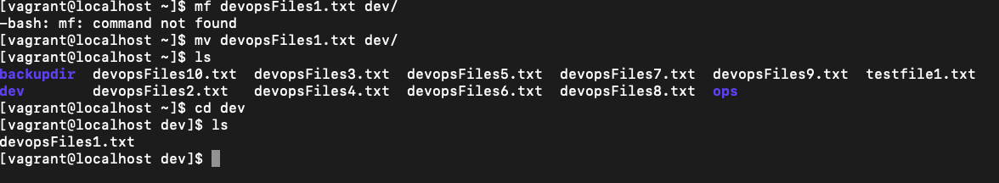 [vagrant@localhost ~]$ mf devopsFiles1.txt dev/
-bash: mf: command not found
[vagrant@localhost ~]$ mv devopsFiles1.txt dev/
[vagrant@localhost ~]$ ls
backupdir  devopsFiles10.txt  devopsFiles3.txt  devopsFiles5.txt  devopsFiles7.txt  devopsFiles9.txt  testfile1.txt
dev        devopsFiles2.txt   devopsFiles4.txt  devopsFiles6.txt  devopsFiles8.txt  ops
[vagrant@localhost ~]$ cd dev
[vagrant@localhost dev]$ ls
devopsFiles1.txt
[vagrant@localhost dev]$